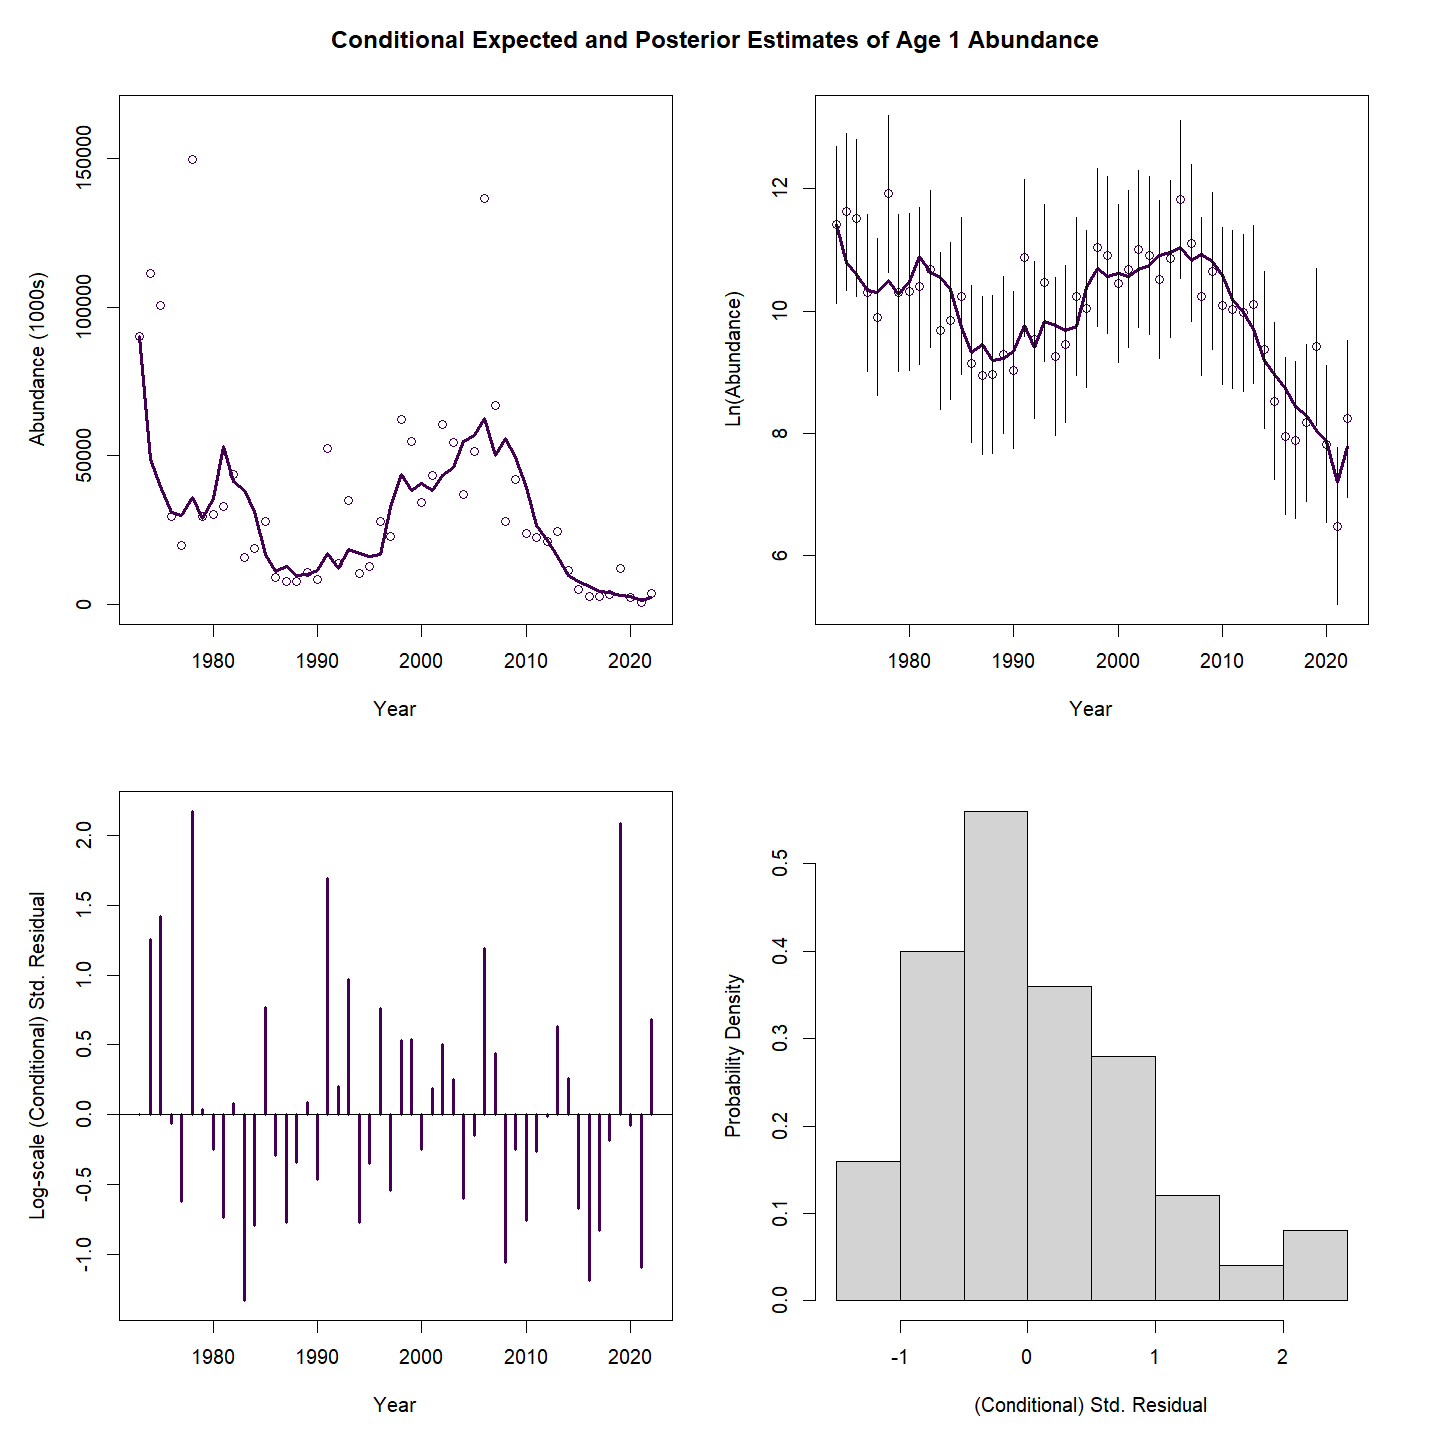 Conditional Expected and Posterior Estimates of Age 1 Abundance
Abundance (1000s)
150000
100000
50000
0
1980 1990 2000 2010 2020
Year
Ln(Abundance)
12
10
8
6
1980 1990 2000 2010 2020
Year
Log-scale (Conditional) Std. Residual
2.0
1.5
1.0
0.5
0.0
-0.5
-1.0
1980 1990 2000 2010 2020
Year
Probability Density
0.5
0.4
0.3
0.2
0.1
0.0
-1 0 1 2
(Conditional) Std. Residual